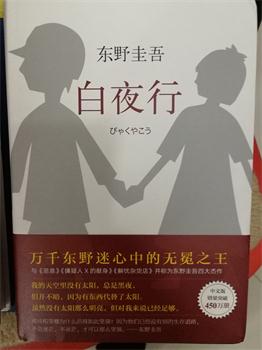 东野圭吾
白夜行
びゃくやこう
万千东野迷心中的无冕之王
与《恶意》《嫌疑人X的献身》《解忧杂货店》并称为东野圭吾四大杰作
我的天空里没有太阳，总是黑夜，
但并不暗，因为有东西代替了太阳。
虽然没有太阳那么明亮，但对我来说已经足够。
中文版
销量突破
450万册
——东野圭吾